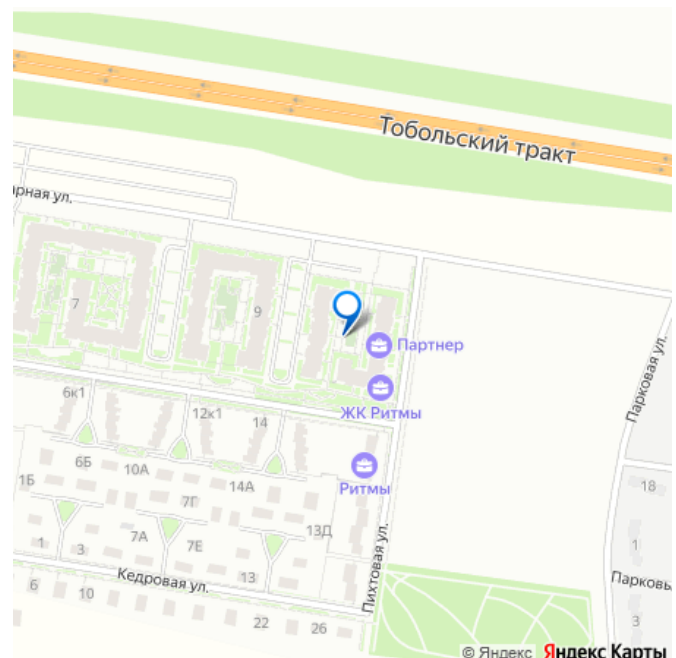 Тобольский тракт
рная ул.
7
9
Партнер
ЖК Ритмы
Парковая ул.
6к1
12к1
14
6Б
10А
Ритмы
18
1Б
7Г
14А
13Д
1
3
7А
7Е
13
1
Пихтовая ул.
Кедровая ул.
Парковы
6
10
22
26
3
© Яндекс Яндекс Карты